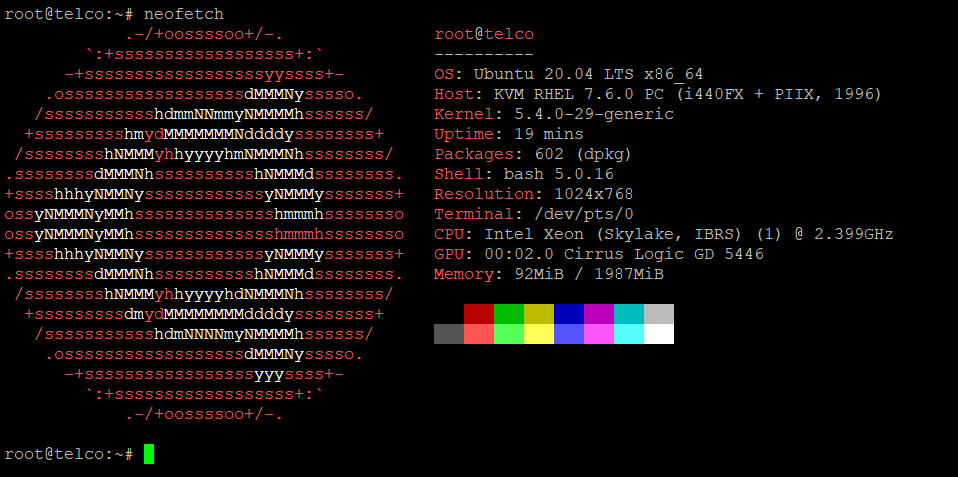 root@telco:~# neofetch
            .-/+oossssoo+/-.               root@telco
        `:+ssssssssssssssssss+:`           ----------
      -+ssssssssssssssssssyyssss+-         OS: Ubuntu 20.04 LTS x86_64
    .ossssssssssssssssssdMMMNysssso.       Host: KVM RHEL 7.6.0 PC (i440FX + PIIX, 1996)
   /ssssssssssshdmmNNmmyNMMMMhssssss/      Kernel: 5.4.0-29-generic
  +ssssssssshmydMMMMMMMNddddyssssssss+     Uptime: 19 mins
 /sssssssshNMMMyhhyyyyhmNMMMNhssssssss/    Packages: 602 (dpkg)
.ssssssssdMMMNhsssssssssshNMMMdssssssss.   Shell: bash 5.0.16
+sssshhhyNMMNyssssssssssssyNMMMysssssss+   Resolution: 1024x768
ossyNMMMNyMMhsssssssssssssshmmmhssssssso   Terminal: /dev/pts/0
ossyNMMMNyMMhsssssssssssssshmmmhssssssso   CPU: Intel Xeon (Skylake, IBRS) (1) @ 2.399GHz
+sssshhhyNMMNyssssssssssssyNMMMysssssss+   GPU: 00:02.0 Cirrus Logic GD 5446
.ssssssssdMMMNhsssssssssshNMMMdssssssss.   Memory: 92MiB / 1987MiB
 /sssssssshNMMMyhhyyyyhdNMMMNhssssssss/
  +sssssssssdmydMMMMMMMMddddyssssssss+
   /ssssssssssshdmNNNNmyNMMMMhssssss/
    .ossssssssssssssssssdMMMNysssso.
      -+sssssssssssssssssyyyssss+-
        `:+ssssssssssssssssss+:`
            .-/+oossssoo+/-.
root@telco:~#